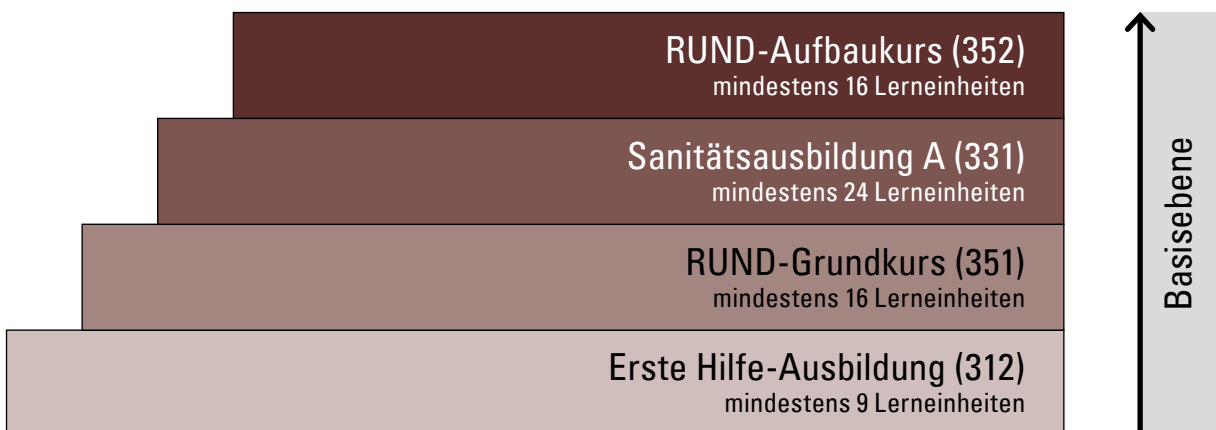 RUND-Aufbaukurs (352)
mindestens 16 Lerneinheiten
Sanitätsausbildung A (331)
mindestens 24 Lerneinheiten
RUND-Grundkurs (351)
mindestens 16 Lerneinheiten
Erste Hilfe-Ausbildung (312)
mindestens 9 Lerneinheiten
Basisebene